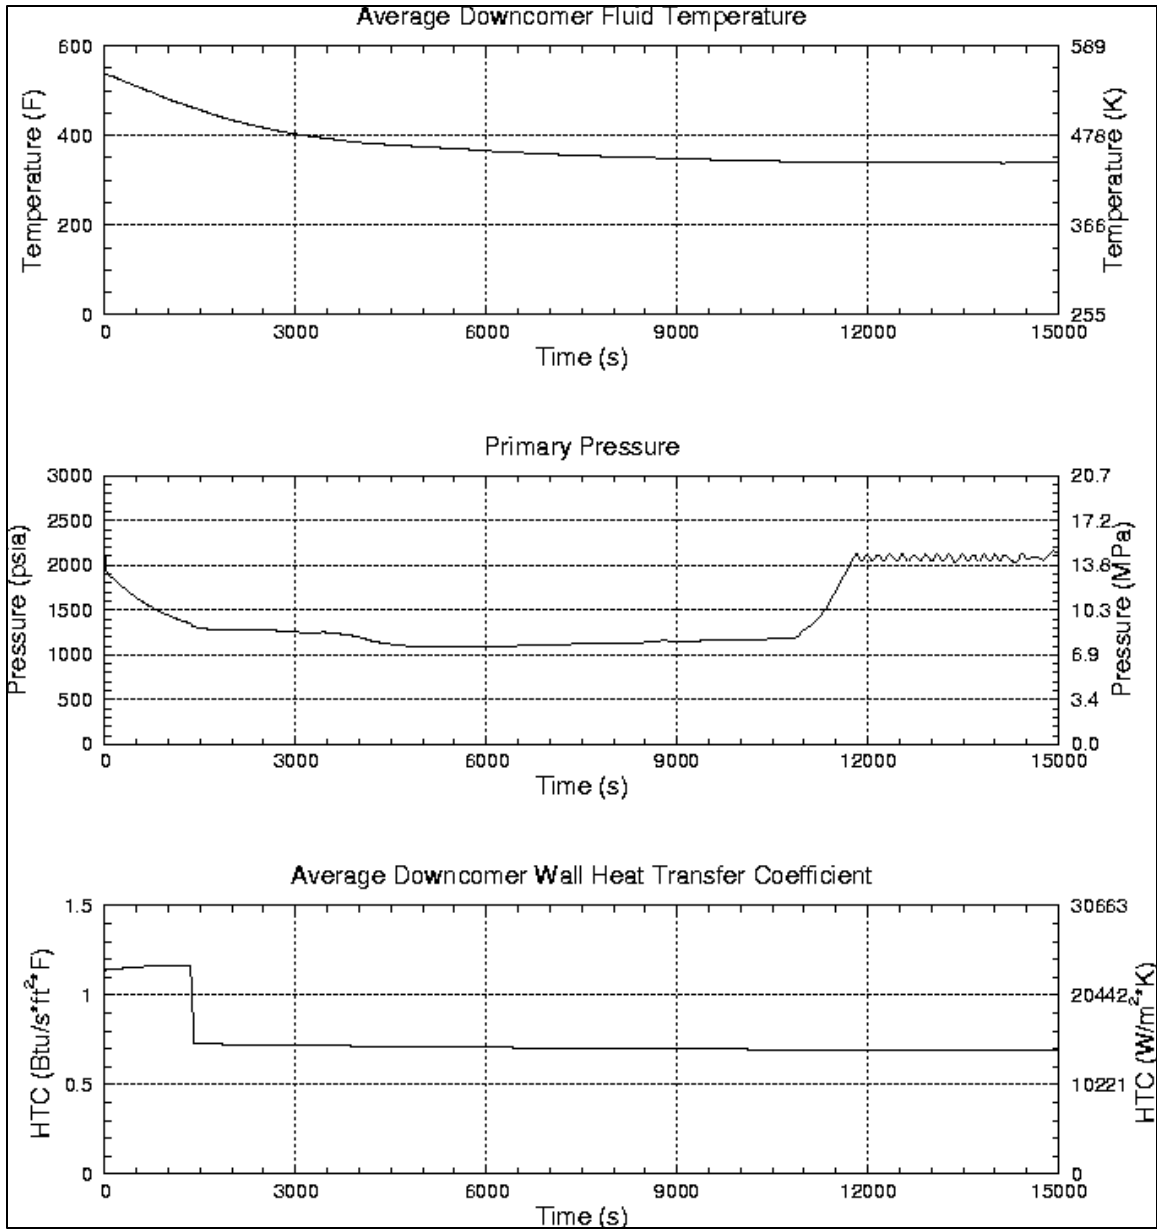 Average Downcomer Fluid Temperature
600 589
400 478
200 366
0 255
Temperature (F)
Temperature (K)
0 3000 6000 9000 12000 15000
Time (s)
Primary Pressure
3000 20.7
2500 17.2
2000 13.8
1500 10.3
1000 6.9
500 3.4
0 0.0
Pressure (psia)
Pressure (MPa)
0 3000 6000 9000 12000 15000
Time (s)
Average Downcomer Wall Heat Transfer Coefficient
1.5 30663
1 20442
0.5 10221
0 0
HTC (Btu/s*ft²*F)
HTC (W/m²*K)
0 3000 6000 9000 12000 15000
Time (s)